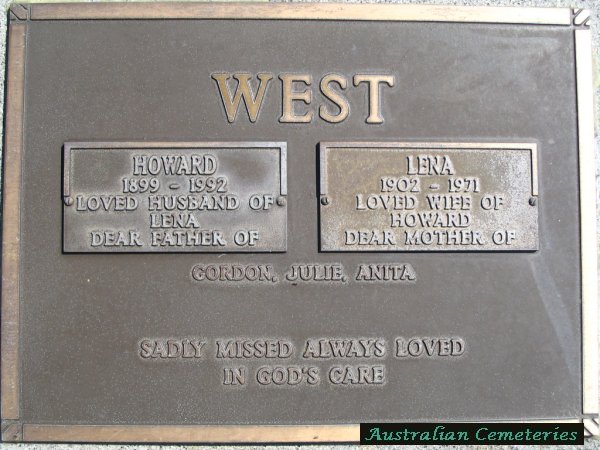 WEST
HOWARD
1899 - 1992
LOVED HUSBAND OF
LENA
DEAR FATHER OF
LENA
1902 - 1971
LOVED WIFE OF
HOWARD
DEAR MOTHER OF
GORDON, JULIE, ANITA
SADLY MISSED ALWAYS LOVED
IN GOD'S CARE
Australian Cemeteries